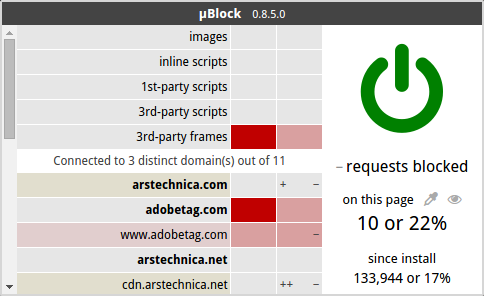 µBlock 0.8.5.0
images
inline scripts
1st-party scripts
3rd-party scripts
3rd-party frames
Connected to 3 distinct domain(s) out of 11
arstechnica.com + −
adobetag.com
www.adobetag.com −
arstechnica.net
cdn.arstechnica.net ++ −
− requests blocked
on this page
10 or 22%
since install
133,944 or 17%